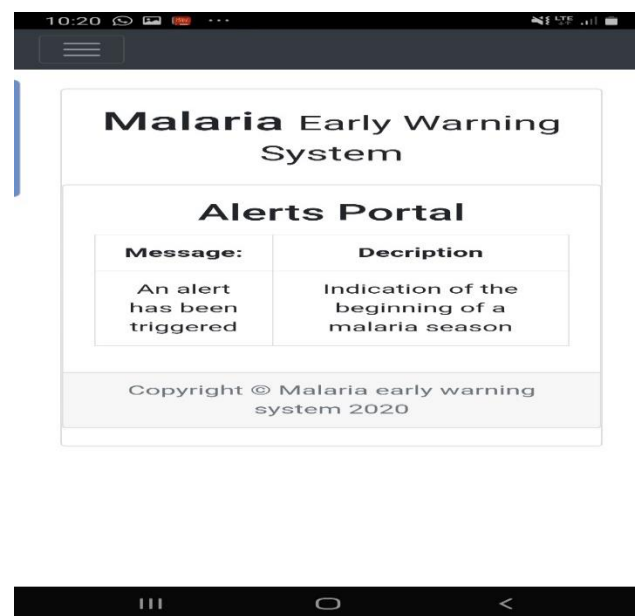 10:20
LTE
Malaria Early Warning
System
Alerts Portal
Message: Decription
An alert
has been
triggered
Indication of the
beginning of a
malaria season
Copyright © Malaria early warning
system 2020